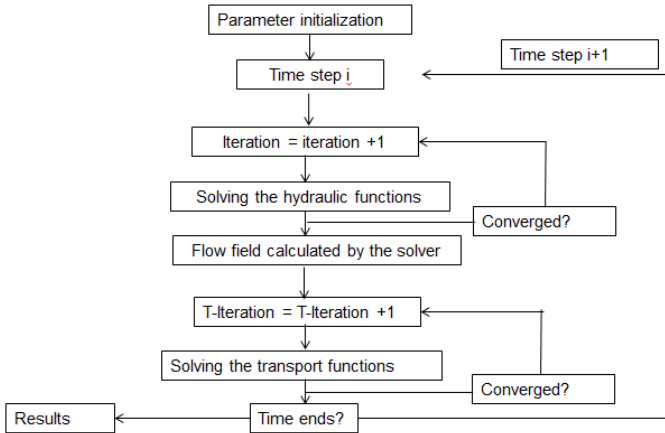 Parameter initialization
Time step i+1
Time step i
Iteration = iteration +1
Solving the hydraulic functions
Converged?
Flow field calculated by the solver
T-Iteration = T-Iteration +1
Solving the transport functions
Converged?
Results
Time ends?